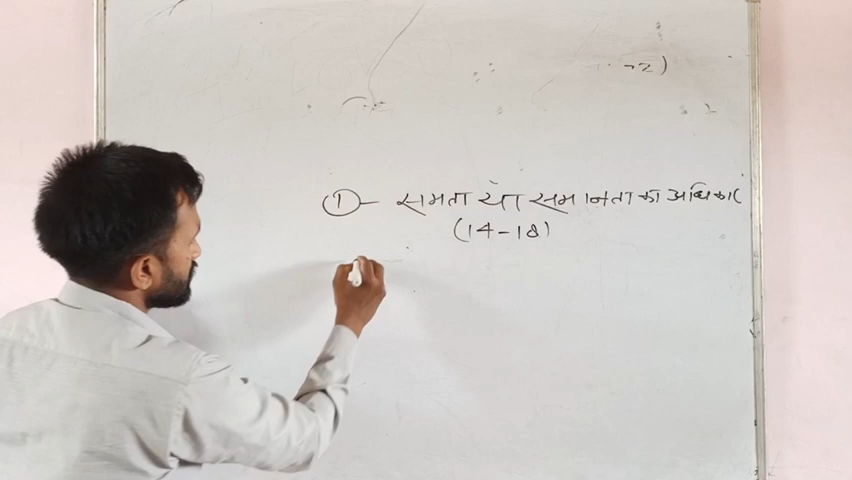 ① - समता या समानता का अधिकार
(14-18)